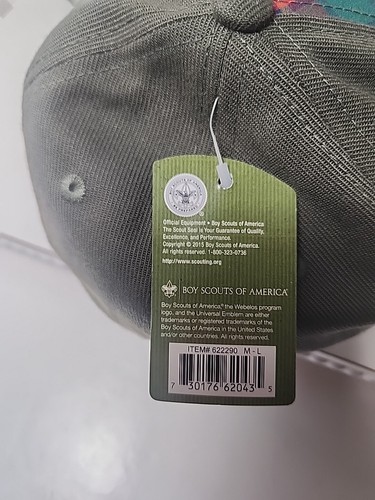 Official Equipment • Boy Scouts of America
The Scout Seal is Your Guarantee of Quality,
Excellence, and Performance.
Copyright © 2015 Boy Scouts of America.
All rights reserved. 1-800-323-0736
http://www.scouting.org
BOY SCOUTS OF AMERICA®
Boy Scouts of America,® the Webelos program
logo, and the Universal Emblem are either
trademarks or registered trademarks of the
Boy Scouts of America in the United States
and/or other countries. All rights reserved.
ITEM# 622290 M - L
7 30176 62043 5